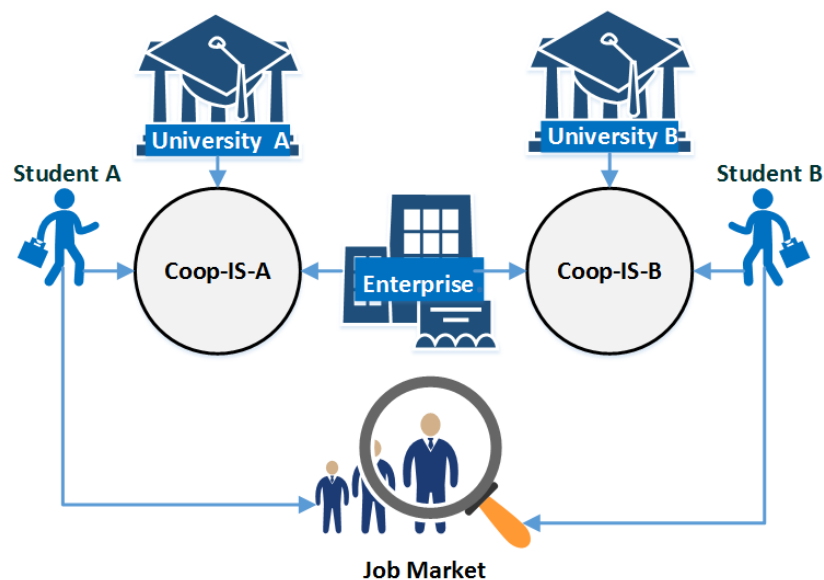 University A
University B
Student A
Student B
Coop-IS-A
Enterprise
Coop-IS-B
Job Market